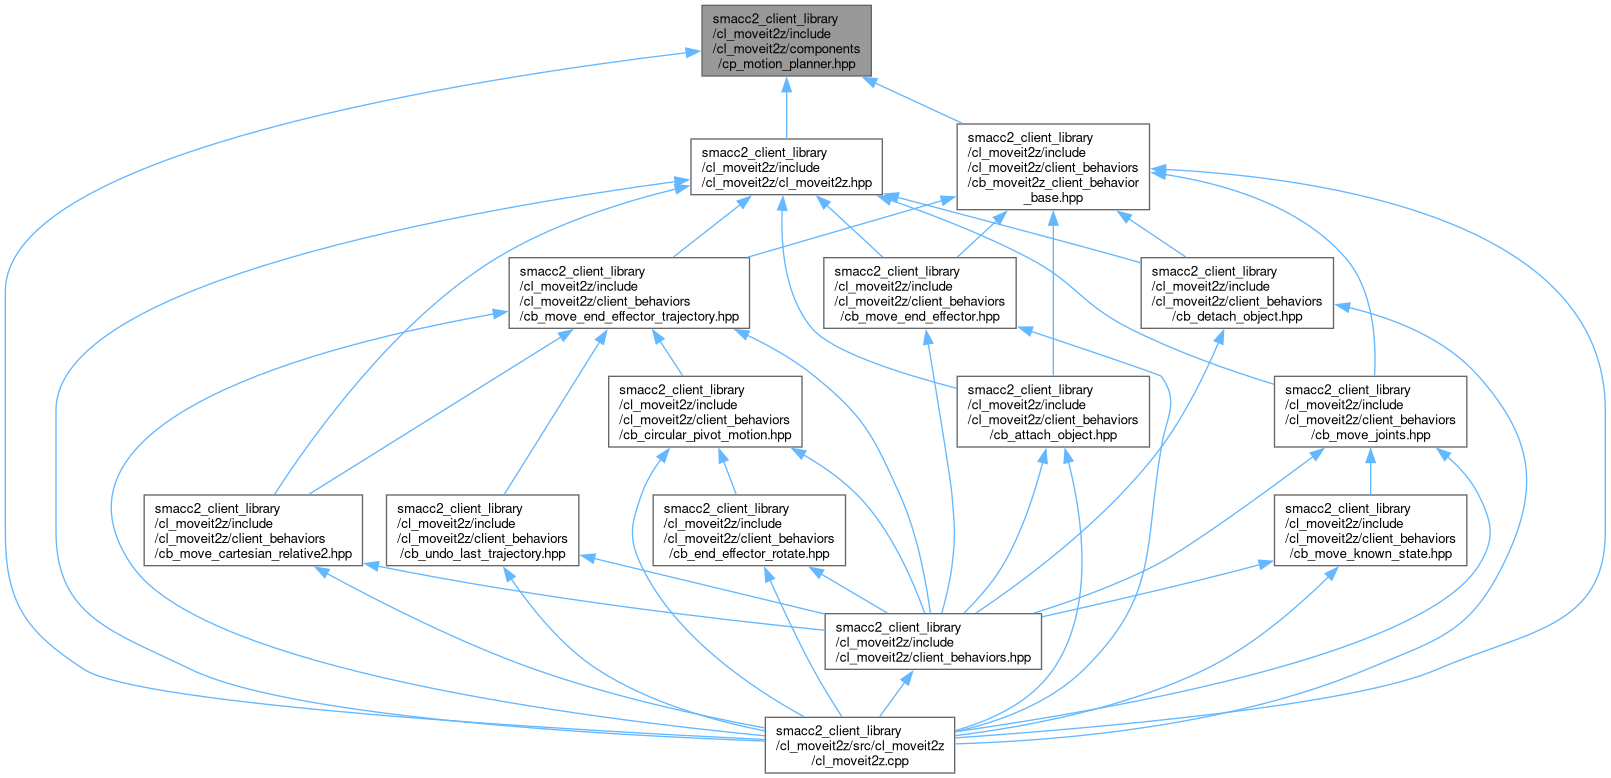 smacc2_client_library
/cl_moveit2z/include
/cl_moveit2z/components
/cp_motion_planner.hpp
smacc2_client_library
/cl_moveit2z/include
/cl_moveit2z/cl_moveit2z.hpp
smacc2_client_library
/cl_moveit2z/include
/cl_moveit2z/client_behaviors
/cb_moveit2z_client_behavior
_base.hpp
smacc2_client_library
/cl_moveit2z/include
/cl_moveit2z/client_behaviors
/cb_move_end_effector_trajectory.hpp
smacc2_client_library
/cl_moveit2z/include
/cl_moveit2z/client_behaviors
/cb_move_end_effector.hpp
smacc2_client_library
/cl_moveit2z/include
/cl_moveit2z/client_behaviors
/cb_detach_object.hpp
smacc2_client_library
/cl_moveit2z/include
/cl_moveit2z/client_behaviors
/cb_circular_pivot_motion.hpp
smacc2_client_library
/cl_moveit2z/include
/cl_moveit2z/client_behaviors
/cb_attach_object.hpp
smacc2_client_library
/cl_moveit2z/include
/cl_moveit2z/client_behaviors
/cb_move_joints.hpp
smacc2_client_library
/cl_moveit2z/include
/cl_moveit2z/client_behaviors
/cb_move_cartesian_relative2.hpp
smacc2_client_library
/cl_moveit2z/include
/cl_moveit2z/client_behaviors
/cb_undo_last_trajectory.hpp
smacc2_client_library
/cl_moveit2z/include
/cl_moveit2z/client_behaviors
/cb_end_effector_rotate.hpp
smacc2_client_library
/cl_moveit2z/include
/cl_moveit2z/client_behaviors
/cb_move_known_state.hpp
smacc2_client_library
/cl_moveit2z/include
/cl_moveit2z/client_behaviors.hpp
smacc2_client_library
/cl_moveit2z/src/cl_moveit2z
/cl_moveit2z.cpp